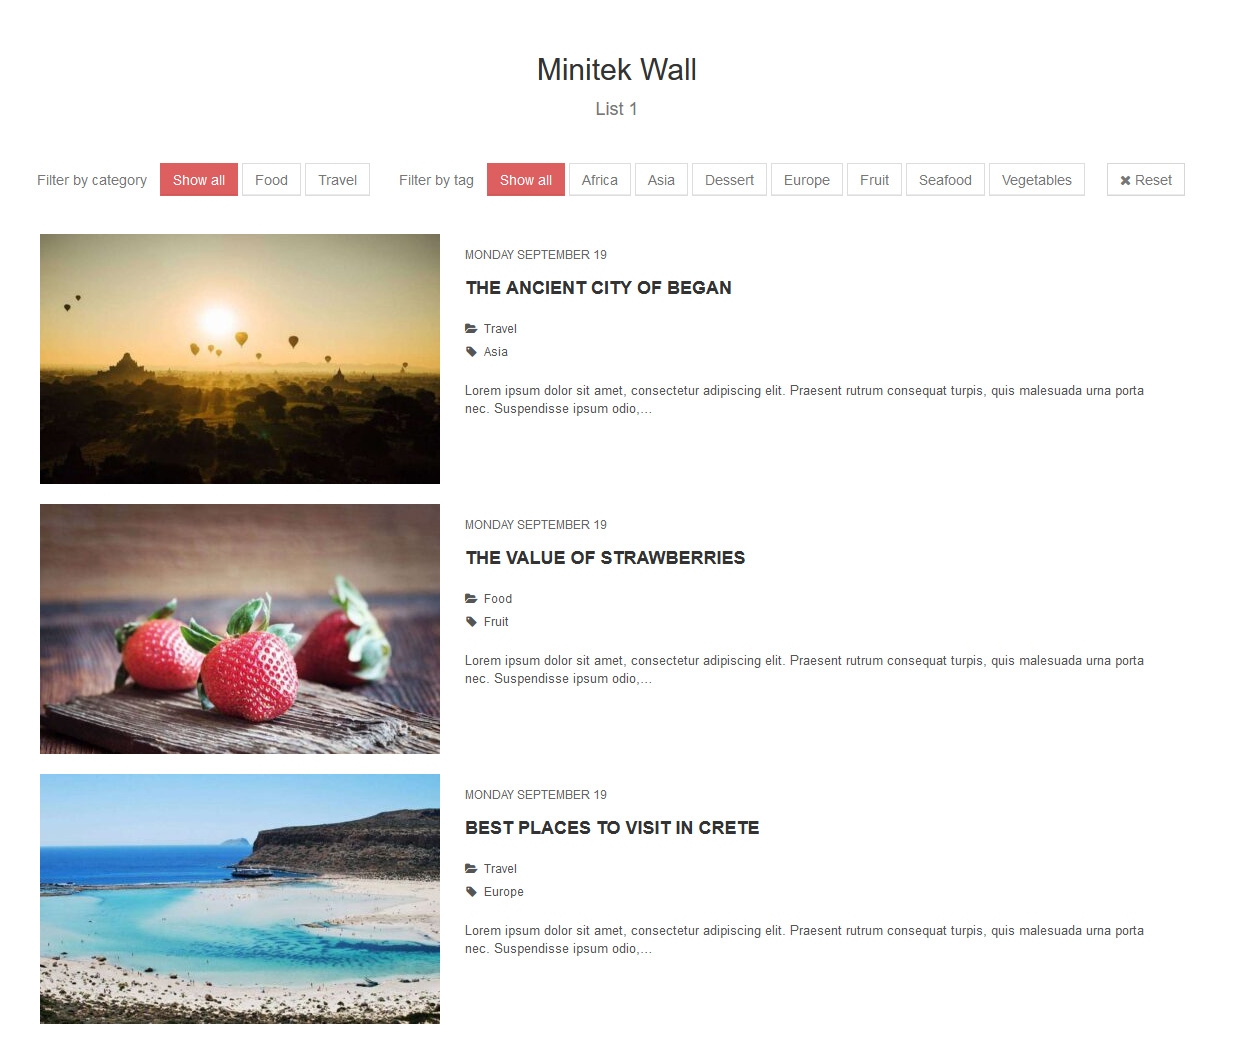 Minitek Wall
List 1
Filter by category Show all Food Travel Filter by tag Show all Africa Asia Dessert Europe Fruit Seafood Vegetables ✖ Reset
MONDAY SEPTEMBER 19
THE ANCIENT CITY OF BEGAN
Travel
Asia
Lorem ipsum dolor sit amet, consectetur adipiscing elit. Praesent rutrum consequat turpis, quis malesuada urna porta
nec. Suspendisse ipsum odio,...
MONDAY SEPTEMBER 19
THE VALUE OF STRAWBERRIES
Food
Fruit
Lorem ipsum dolor sit amet, consectetur adipiscing elit. Praesent rutrum consequat turpis, quis malesuada urna porta
nec. Suspendisse ipsum odio,...
MONDAY SEPTEMBER 19
BEST PLACES TO VISIT IN CRETE
Travel
Europe
Lorem ipsum dolor sit amet, consectetur adipiscing elit. Praesent rutrum consequat turpis, quis malesuada urna porta
nec. Suspendisse ipsum odio,...